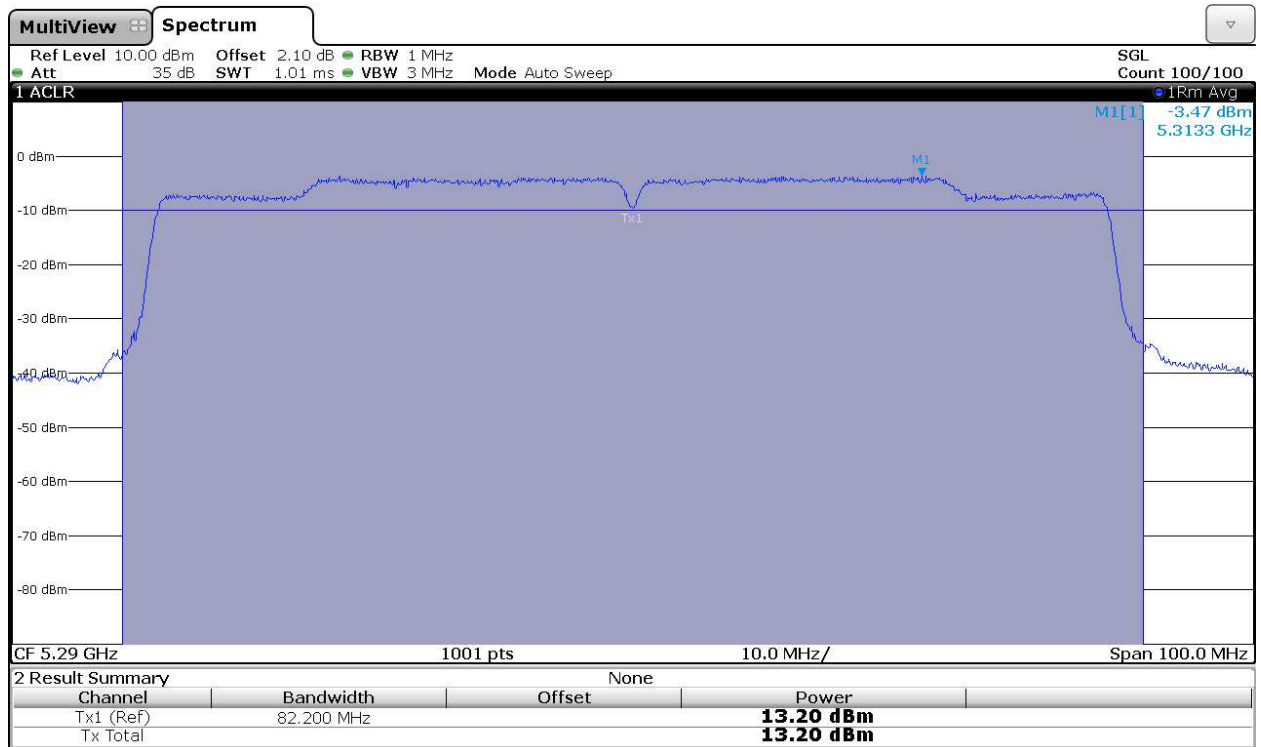 MultiView Spectrum
Ref Level 10.00 dBm Offset 2.10 dB RBW 1 MHz SGL
Att 35 dB SWT 1.01 ms VBW 3 MHz Mode Auto Sweep Count 100/100
1 ACLR 1Rm Avg
M1[1] -3.47 dBm
5.3133 GHz
0 dBm
M1
-10 dBm
Tx1
-20 dBm
-30 dBm
-40 dBm
-50 dBm
-60 dBm
-70 dBm
-80 dBm
CF 5.29 GHz 1001 pts 10.0 MHz/ Span 100.0 MHz
2 Result Summary None
Channel Bandwidth Offset Power
Tx1 (Ref) 82.200 MHz 13.20 dBm
Tx Total 13.20 dBm